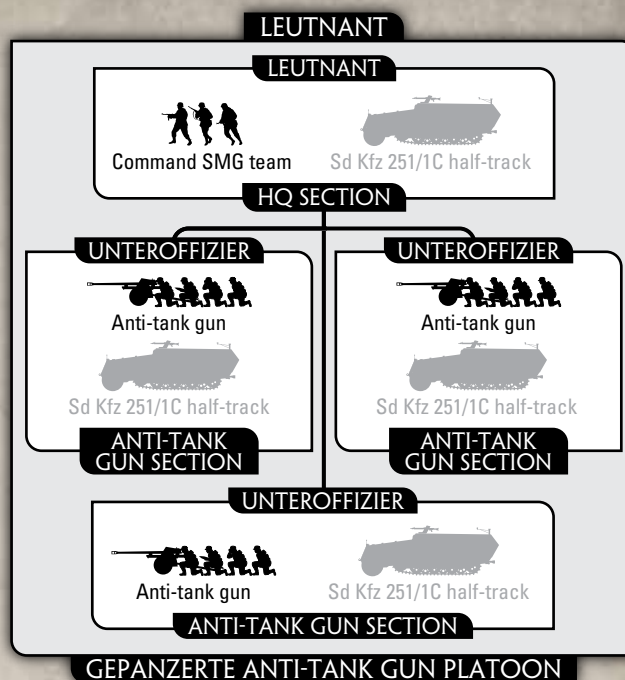 LEUTNANT
LEUTNANT
Command SMG team
Sd Kfz 251/1C half-track
HQ SECTION
UNTEROFFIZIER
Anti-tank gun
Sd Kfz 251/1C half-track
ANTI-TANK
GUN SECTION
UNTEROFFIZIER
Anti-tank gun
Sd Kfz 251/1C half-track
ANTI-TANK
GUN SECTION
UNTEROFFIZIER
Anti-tank gun
Sd Kfz 251/1C half-track
ANTI-TANK GUN SECTION
GEPANZERTE ANTI-TANK GUN PLATOON